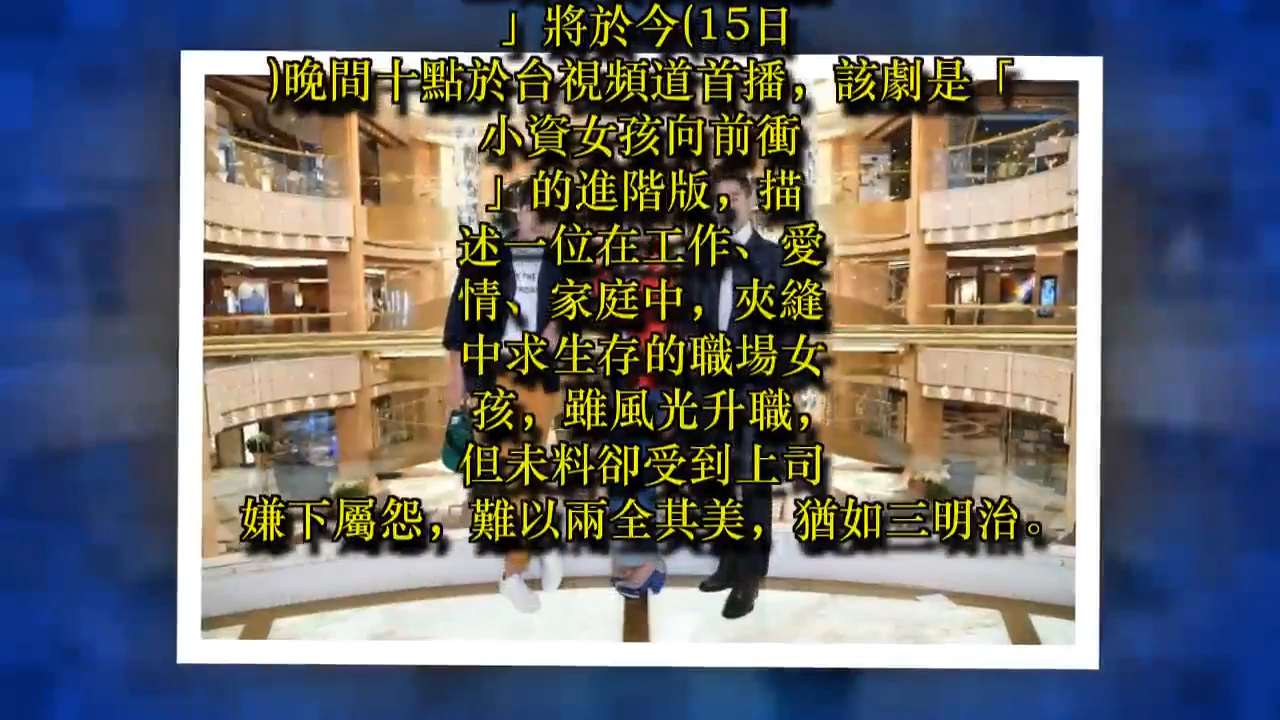 」將於今(15日
)晚間十點於台視頻道首播，該劇是「
小資女孩向前衝
」的進階版，描
述一位在工作、愛
情、家庭中，夾縫
中求生存的職場女
孩，雖風光升職，
但未料卻受到上司
嫌下屬怨，難以兩全其美，猶如三明治。